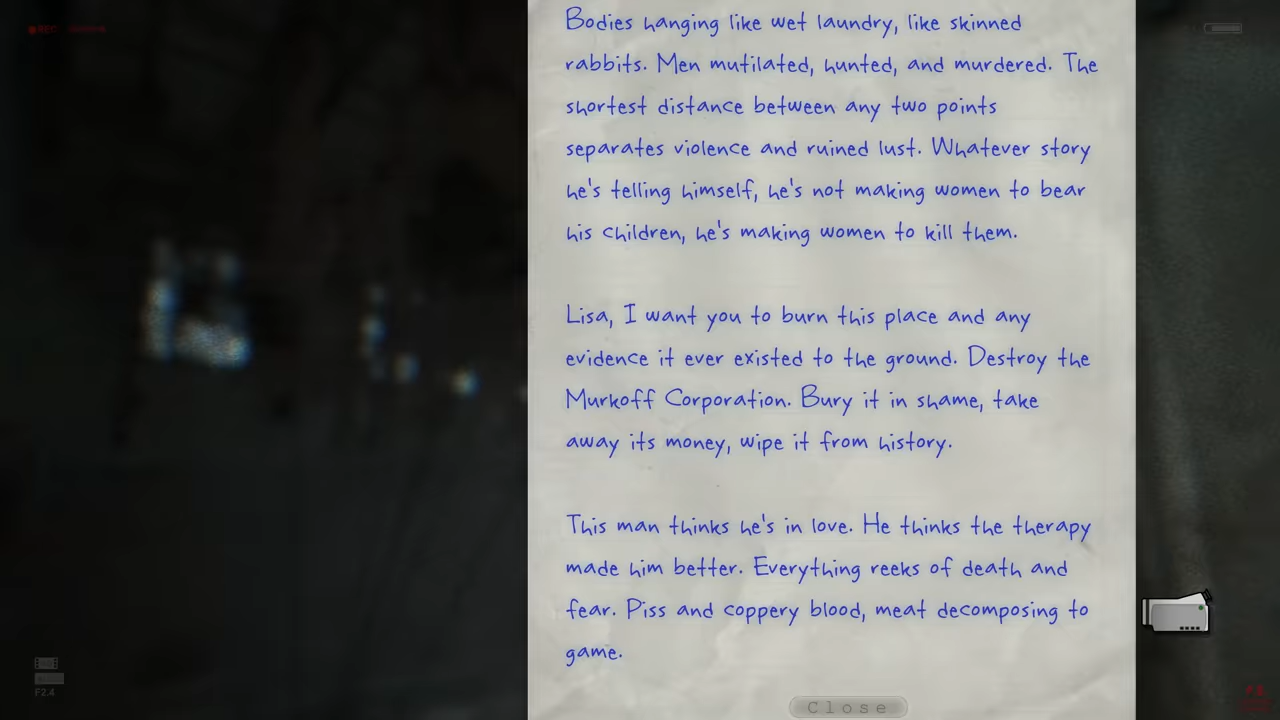 REC
Bodies hanging like wet laundry, like skinned
rabbits. Men mutilated, hunted, and murdered. The
shortest distance between any two points
separates violence and ruined lust. Whatever story
he's telling himself, he's not making women to bear
his children, he's making women to kill them.
Lisa, I want you to burn this place and any
evidence it ever existed to the ground. Destroy the
Murkoff Corporation. Bury it in shame, take
away its money, wipe it from history.
This man thinks he's in love. He thinks the therapy
made him better. Everything reeks of death and
fear. Piss and coppery blood, meat decomposing to
game.
F2.4
Close